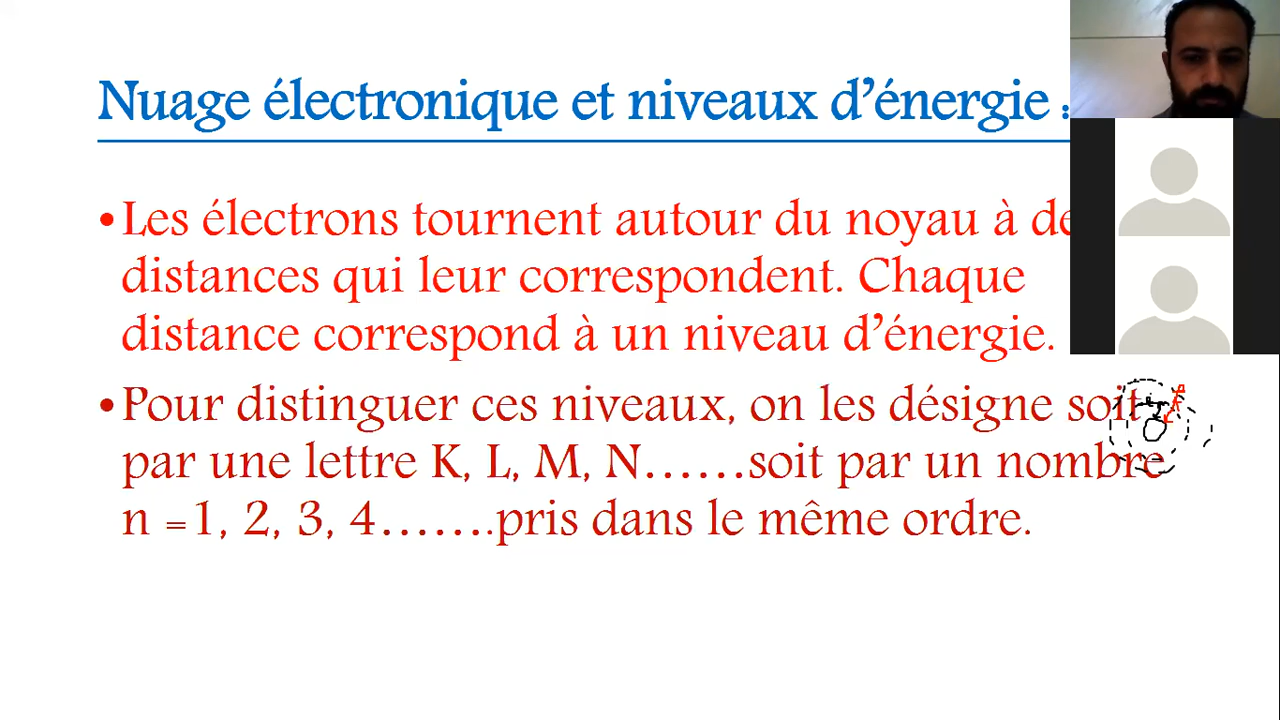 Nuage électronique et niveaux d’énergie :
•Les électrons tournent autour du noyau à de
distances qui leur correspondent. Chaque
distance correspond à un niveau d’énergie.
•Pour distinguer ces niveaux, on les désigne soit
par une lettre K, L, M, N……soit par un nombre
n =1, 2, 3, 4…….pris dans le même ordre.